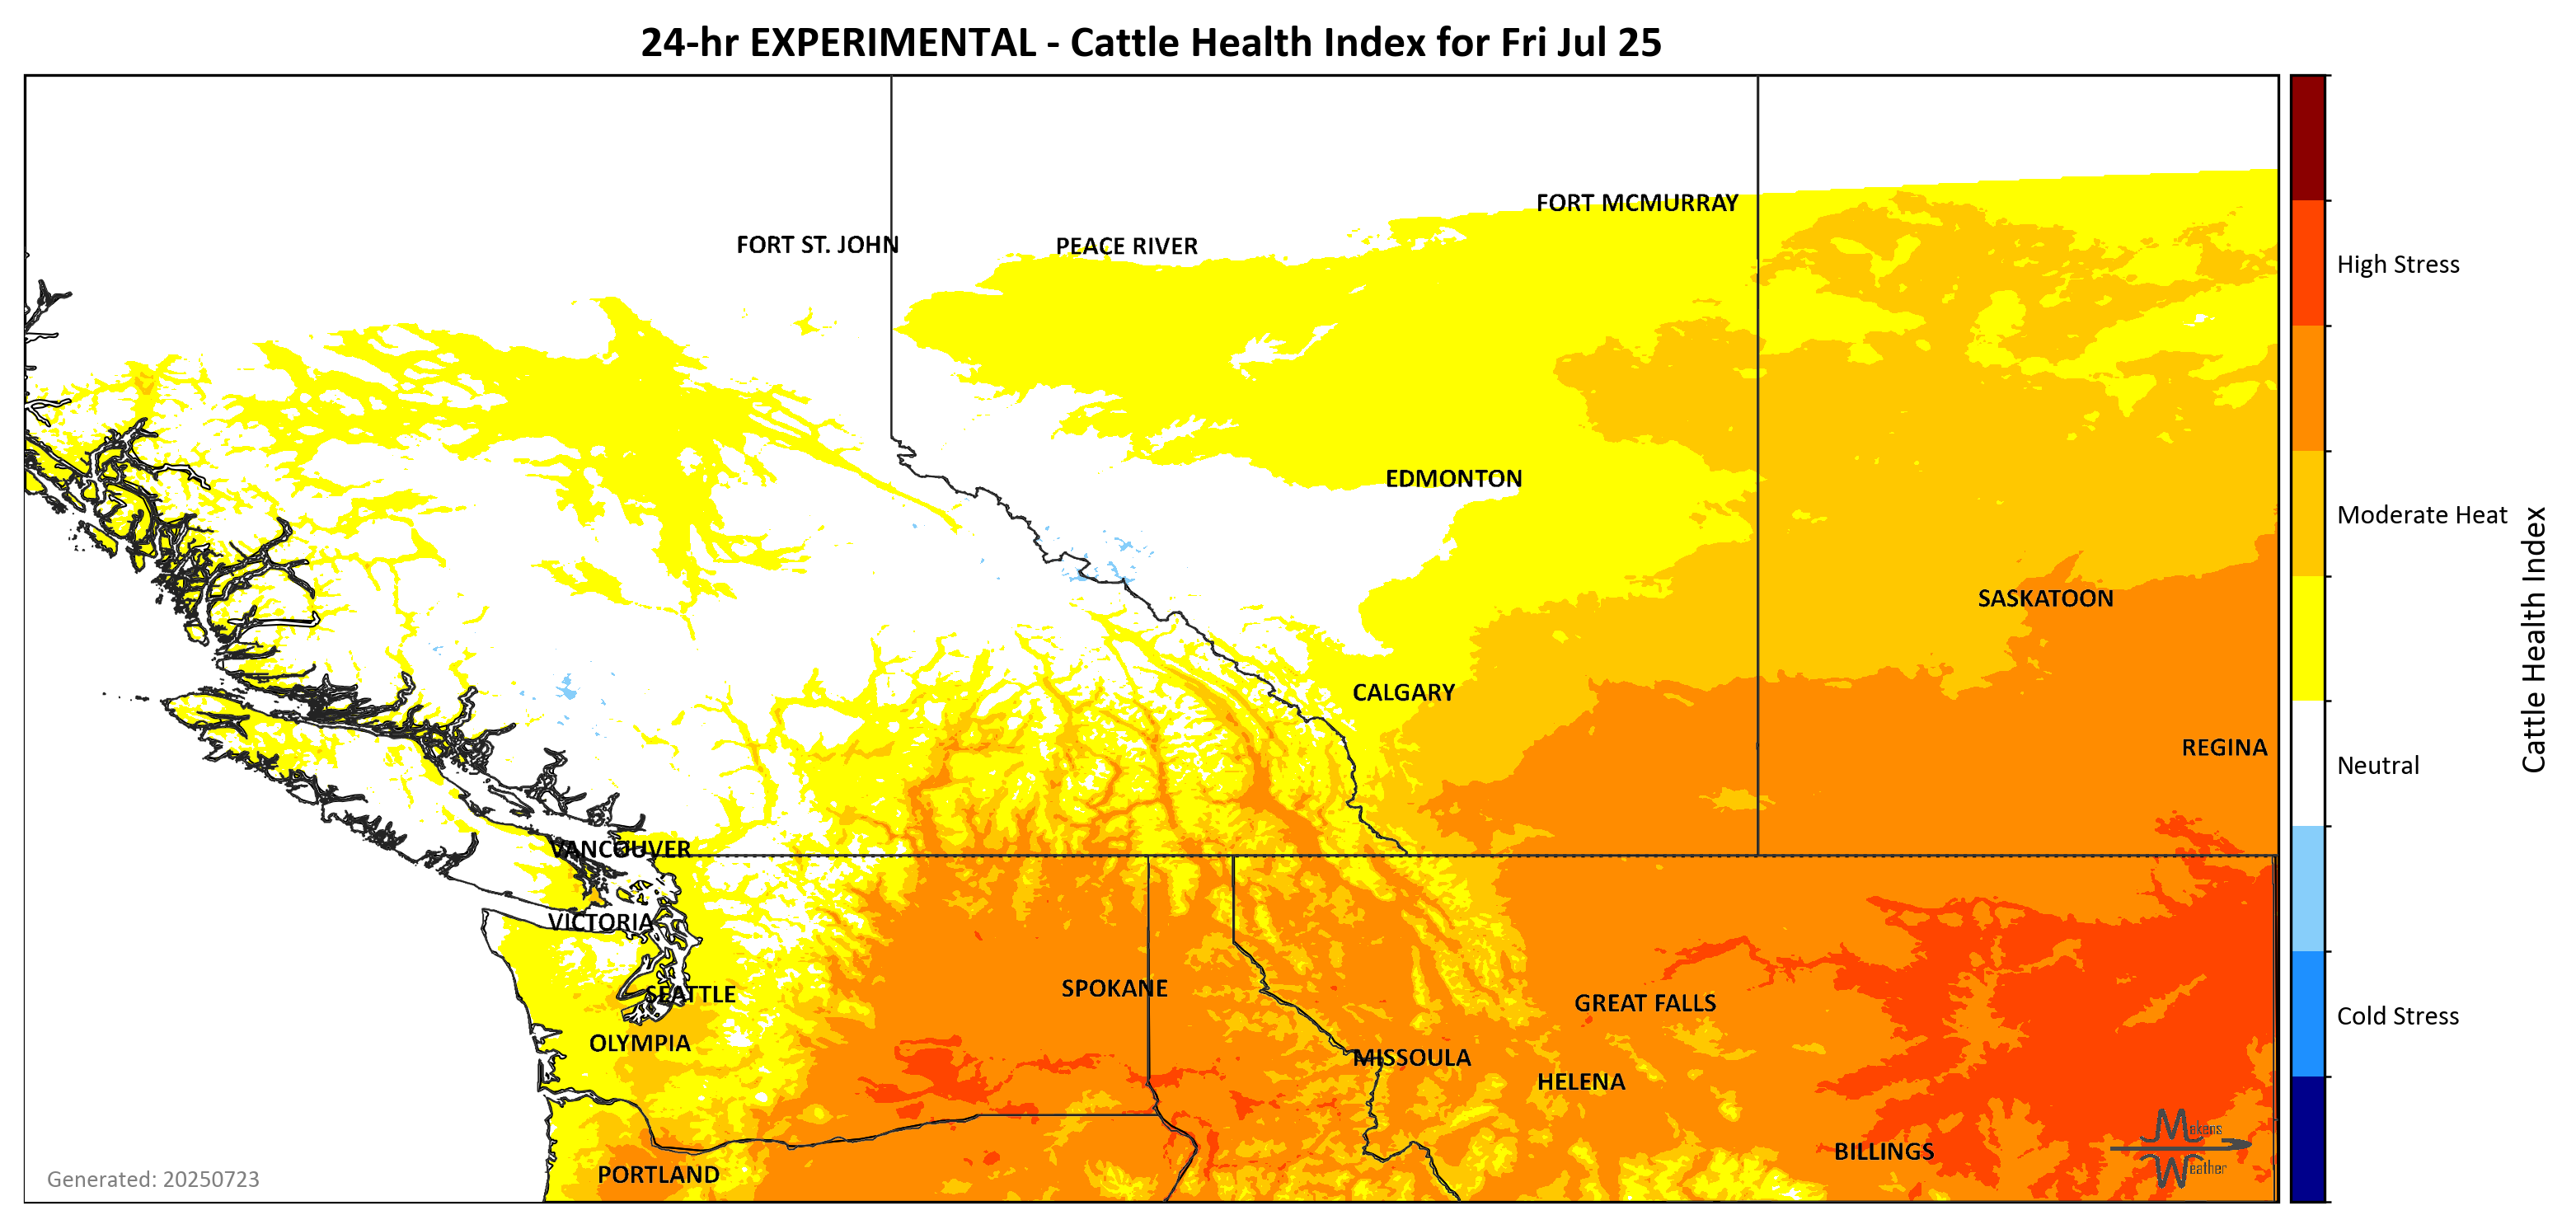 24-hr EXPERIMENTAL - Cattle Health Index for Fri Jul 25
FORT MCMURRAY
FORT ST. JOHN
PEACE RIVER
High Stress
EDMONTON
Moderate Heat
SASKATOON
Cattle Health Index
CALGARY
REGINA
Neutral
VANCOUVER
VICTORIA
SPOKANE
SEATTLE
GREAT FALLS
Cold Stress
OLYMPIA
MISSOULA
HELENA
Makens
BILLINGS
Weather
PORTLAND
Generated: 20250723